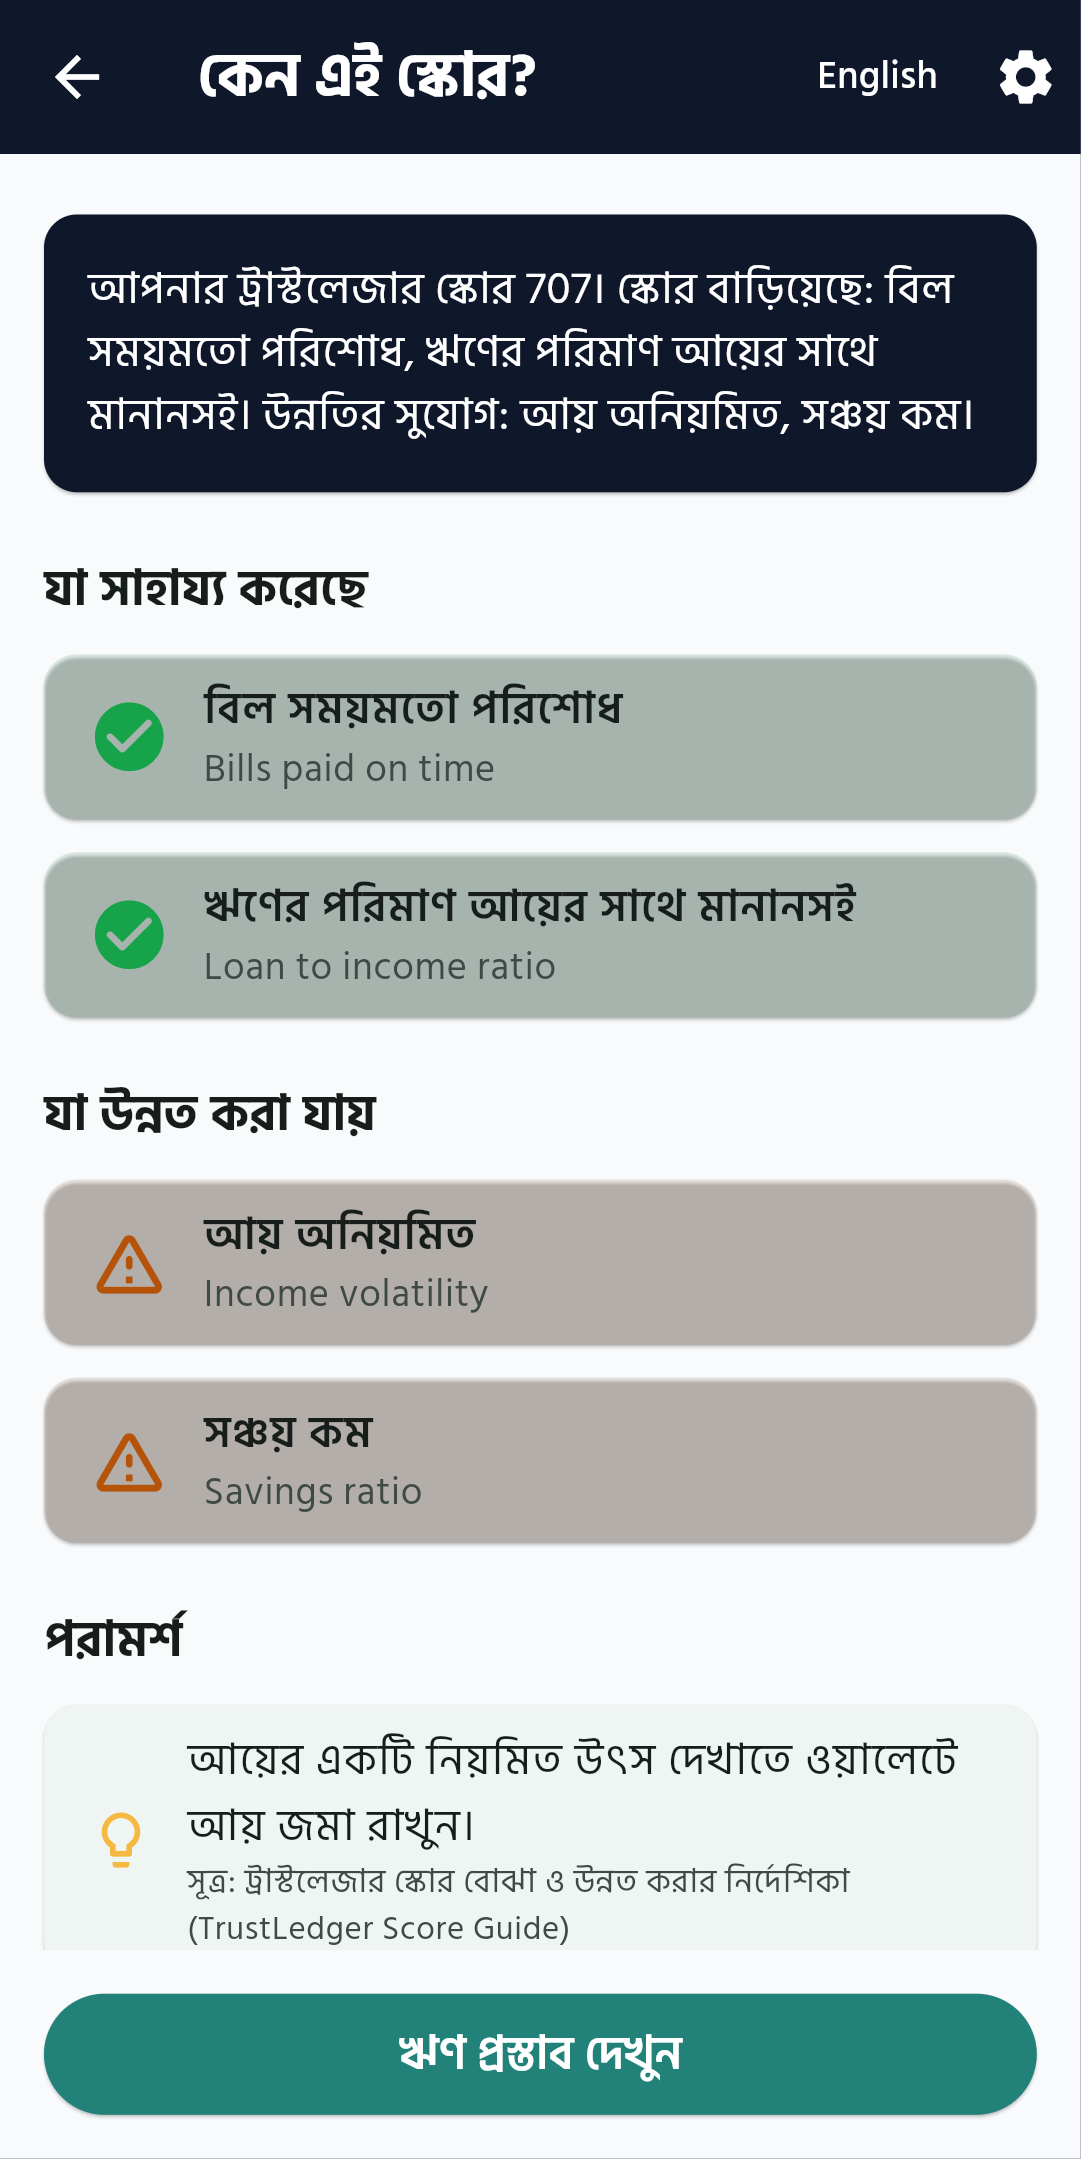 কেন এই স্কোর?
English
আপনার ট্রাস্টলেজার স্কোর 707। স্কোর বাড়িয়েছে: বিল
সময়মতো পরিশোধ, ঋণের পরিমাণ আয়ের সাথে
মানানসই। উন্নতির সুযোগ: আয় অনিয়মিত, সঞ্চয় কম।
যা সাহায্য করেছে
বিল সময়মতো পরিশোধ
Bills paid on time
ঋণের পরিমাণ আয়ের সাথে মানানসই
Loan to income ratio
যা উন্নত করা যায়
আয় অনিয়মিত
Income volatility
সঞ্চয় কম
Savings ratio
পরামর্শ
আয়ের একটি নিয়মিত উৎস দেখাতে ওয়ালেটে
আয় জমা রাখুন।
সূত্র: ট্রাস্টলেজার স্কোর বোঝা ও উন্নত করার নির্দেশিকা
(TrustLedger Score Guide)
ঋণ প্রস্তাব দেখুন